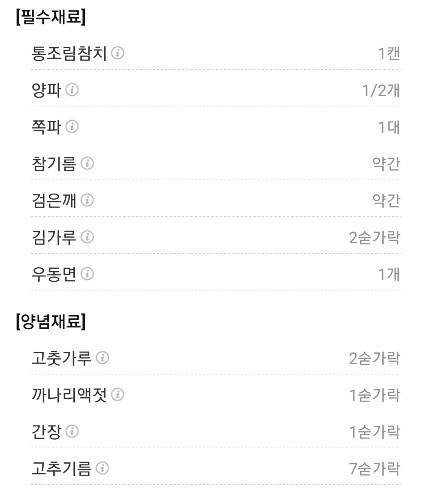 [필수재료]
통조림참치 1캔
양파 1/2개
쪽파 1대
참기름 약간
검은깨 약간
김가루 2숟가락
우동면 1개
[양념재료]
고춧가루 2숟가락
까나리액젓 1숟가락
간장 1숟가락
고추기름 7숟가락